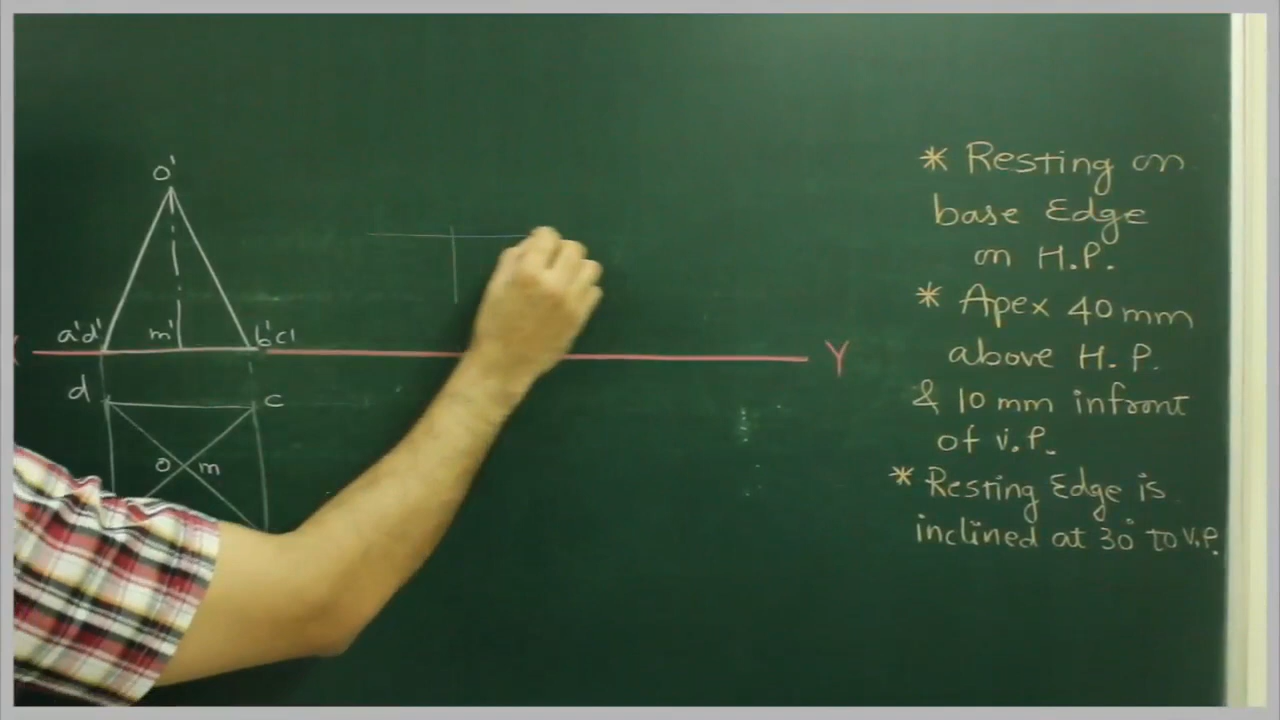 o'
a'd' m' b'c'
Y
d c
o m
* Resting on
base Edge
on H.P.
* Apex 40 mm
above H.P.
& 10 mm infront
of V.P.
* Resting Edge is
inclined at 30° to V.P.